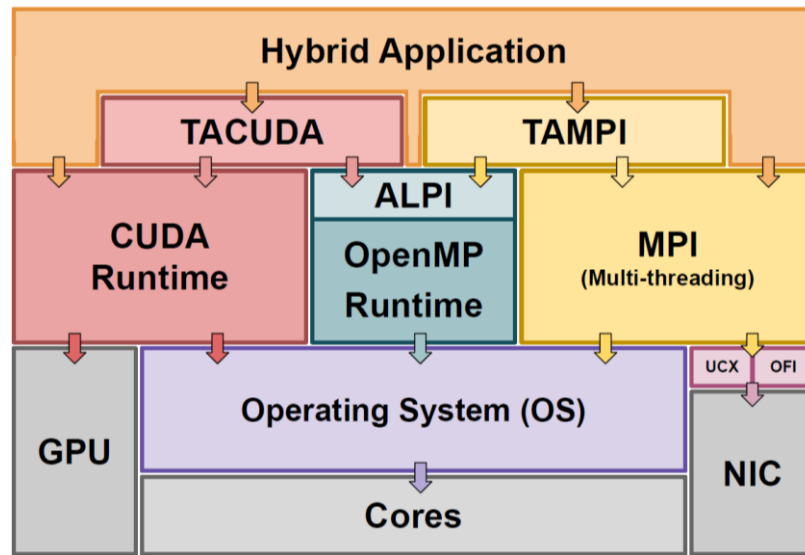 Hybrid Application
TACUDA
TAMPI
CUDA
Runtime
ALPI
OpenMP
Runtime
MPI
(Multi-threading)
GPU
Operating System (OS)
UCX
OFI
NIC
Cores